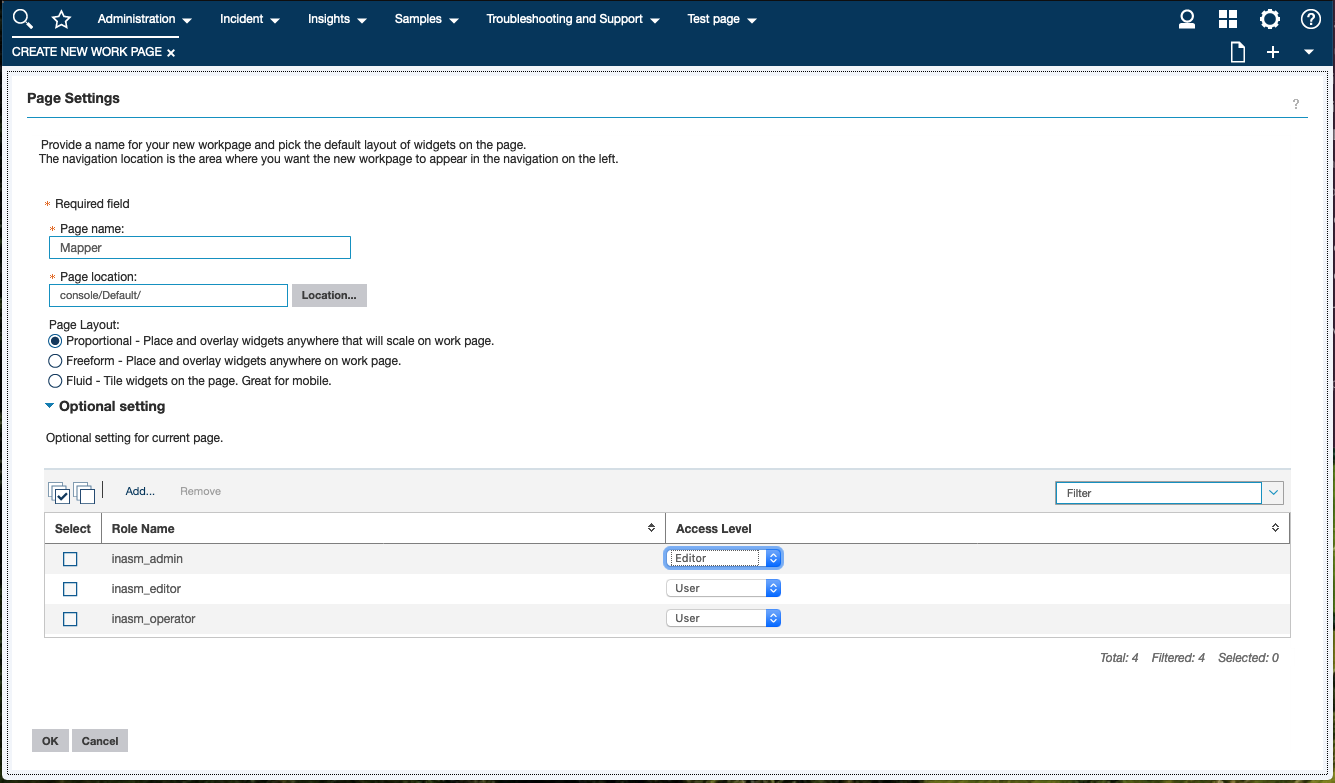 Administration Incident Insights Samples Troubleshooting and Support Test page
CREATE NEW WORK PAGE ×
Page Settings
?
Provide a name for your new workpage and pick the default layout of widgets on the page.
The navigation location is the area where you want the new workpage to appear in the navigation on the left.
* Required field
* Page name:
Mapper
* Page location:
console/Default/ Location...
Page Layout:
Proportional - Place and overlay widgets anywhere that will scale on work page.
Freeform - Place and overlay widgets anywhere on work page.
Fluid - Tile widgets on the page. Great for mobile.
Optional setting
Optional setting for current page.
Add... Remove Filter
Select Role Name Access Level
inasm_admin Editor
inasm_editor User
inasm_operator User
Total: 4 Filtered: 4 Selected: 0
OK Cancel